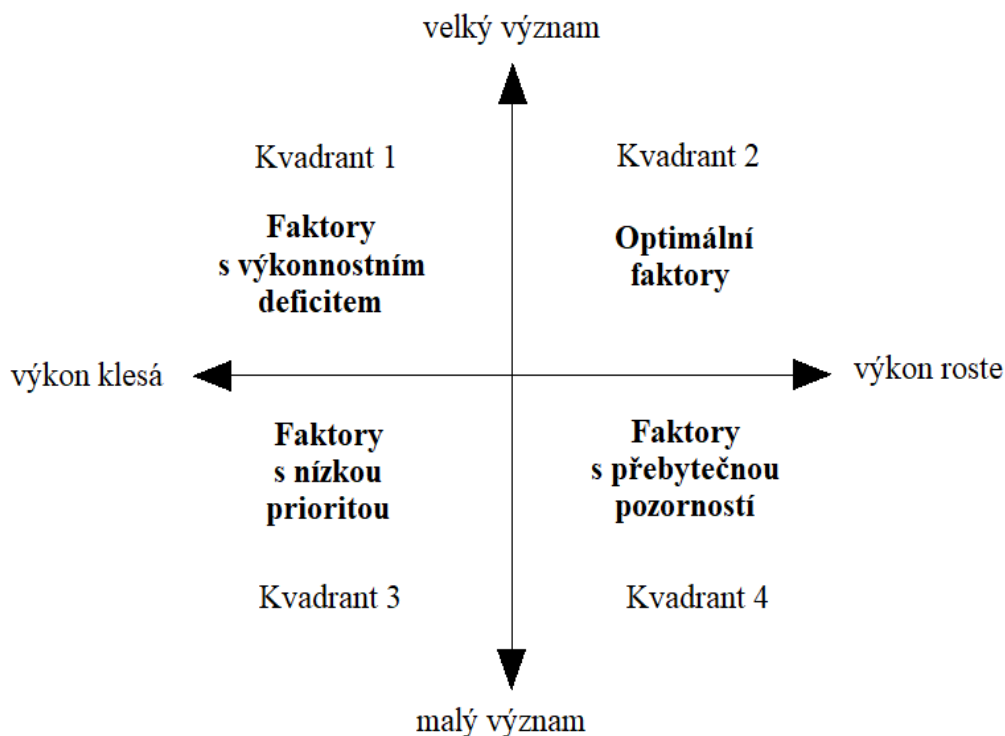 velký význam
Kvadrant 1
Kvadrant 2
Faktory
s výkonnostním
deficitem
Optimální
faktory
výkon klesá
výkon roste
Faktory
s nízkou
prioritou
Faktory
s přebytečnou
pozorností
Kvadrant 3
Kvadrant 4
malý význam